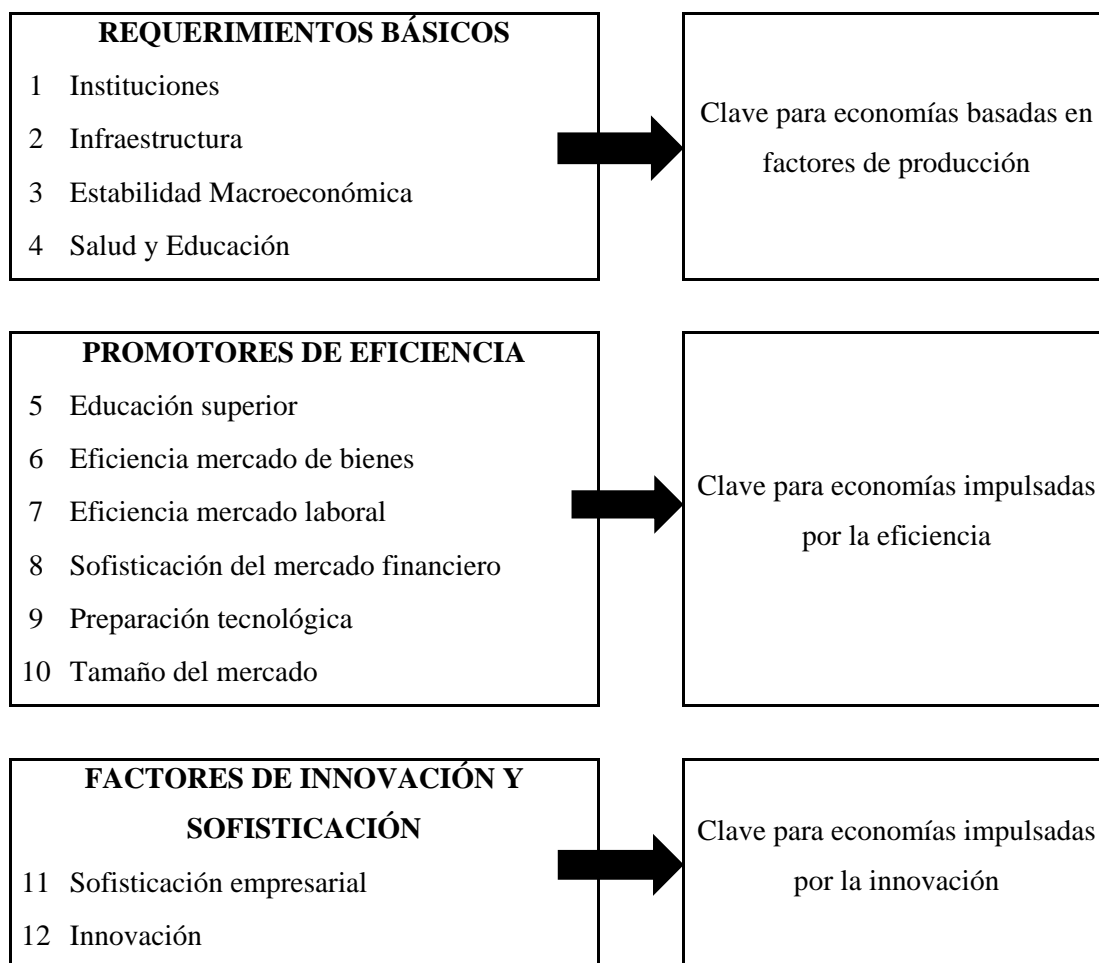 REQUERIMIENTOS BÁSICOS
1 Instituciones
2 Infraestructura
3 Estabilidad Macroeconómica
4 Salud y Educación
Clave para economías basadas en
factores de producción
PROMOTORES DE EFICIENCIA
5 Educación superior
6 Eficiencia mercado de bienes
7 Eficiencia mercado laboral
8 Sofisticación del mercado financiero
9 Preparación tecnológica
10 Tamaño del mercado
Clave para economías impulsadas
por la eficiencia
FACTORES DE INNOVACIÓN Y
SOFISTICACIÓN
11 Sofisticación empresarial
12 Innovación
Clave para economías impulsadas
por la innovación